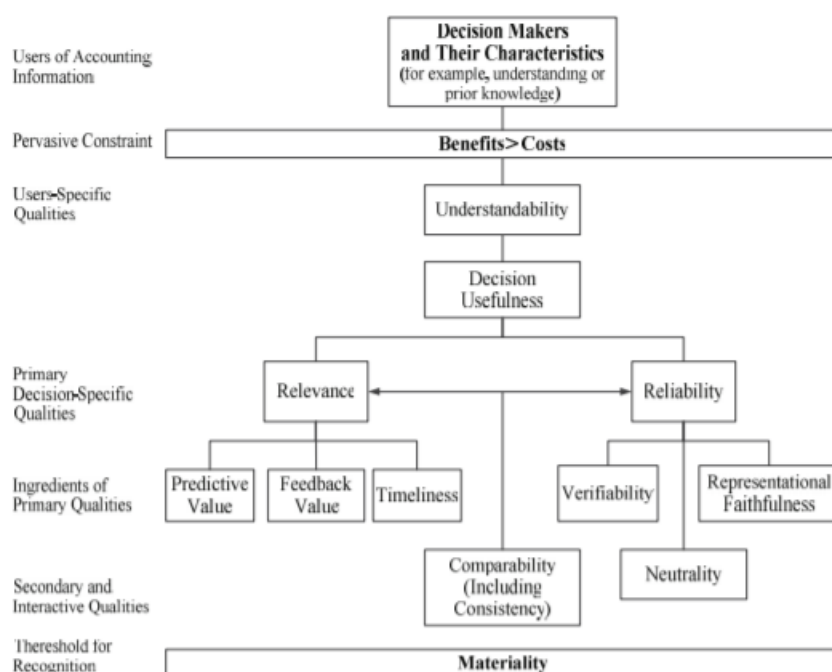 Users of Accounting
Information
Decision Makers
and Their Characteristics
(for example, understanding or
prior knowledge)
Pervasive Constraint
Benefits>Costs
Users-Specific
Qualities
Understandability
Decision
Usefulness
Primary
Decision-Specific
Qualities
Relevance
Reliability
Ingredients of
Primary Qualities
Predictive
Value
Feedback
Value
Timeliness
Verifiability
Representational
Faithfulness
Secondary and
Interactive Qualities
Comparability
(Including
Consistency)
Neutrality
Thereshold for
Recognition
Materiality